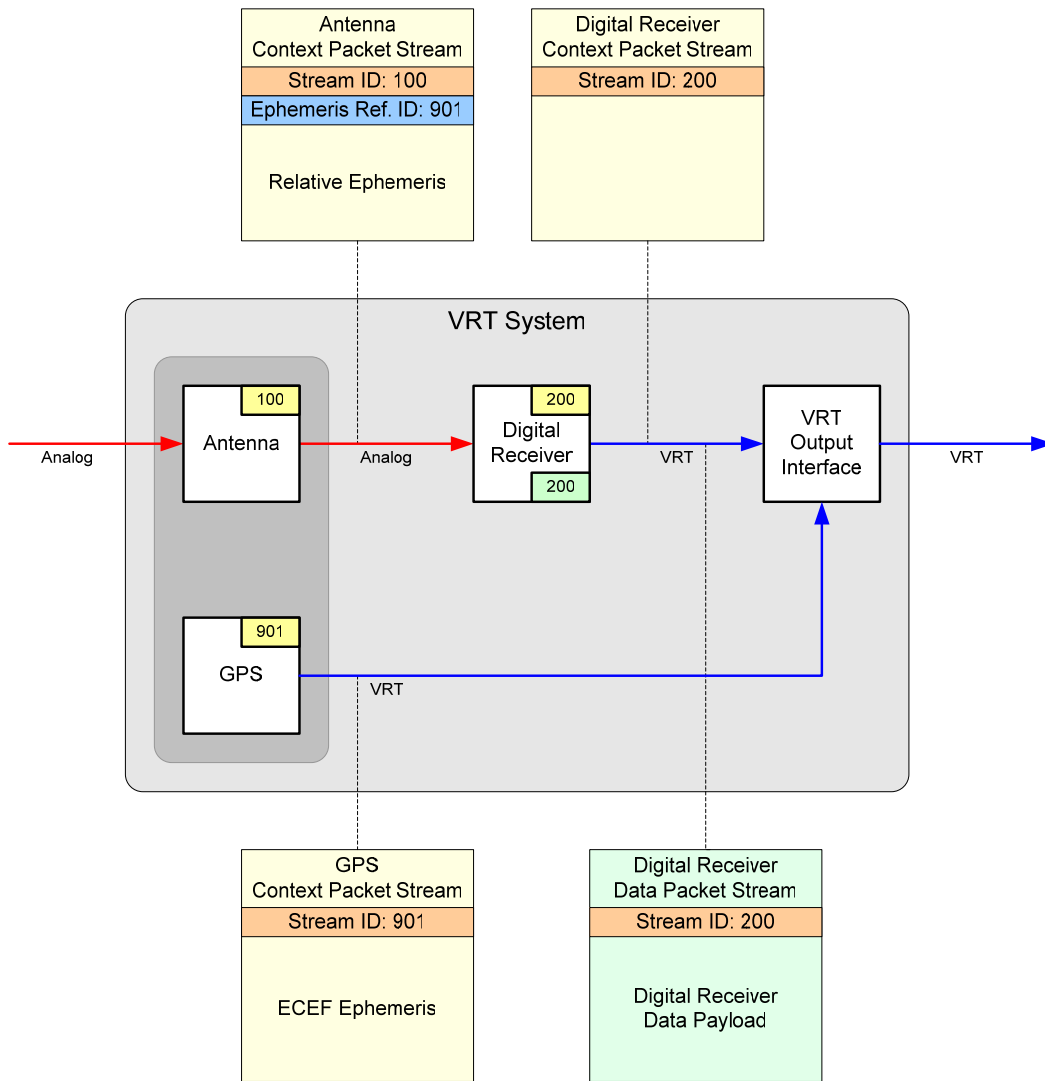 Antenna
Context Packet Stream
Stream ID: 100
Ephemeris Ref. ID: 901
Relative Ephemeris
Digital Receiver
Context Packet Stream
Stream ID: 200
VRT System
100
Antenna
200
Digital
Receiver
200
VRT
Output
Interface
Analog
Analog
VRT
VRT
901
GPS
VRT
GPS
Context Packet Stream
Stream ID: 901
ECEF Ephemeris
Digital Receiver
Data Packet Stream
Stream ID: 200
Digital Receiver
Data Payload